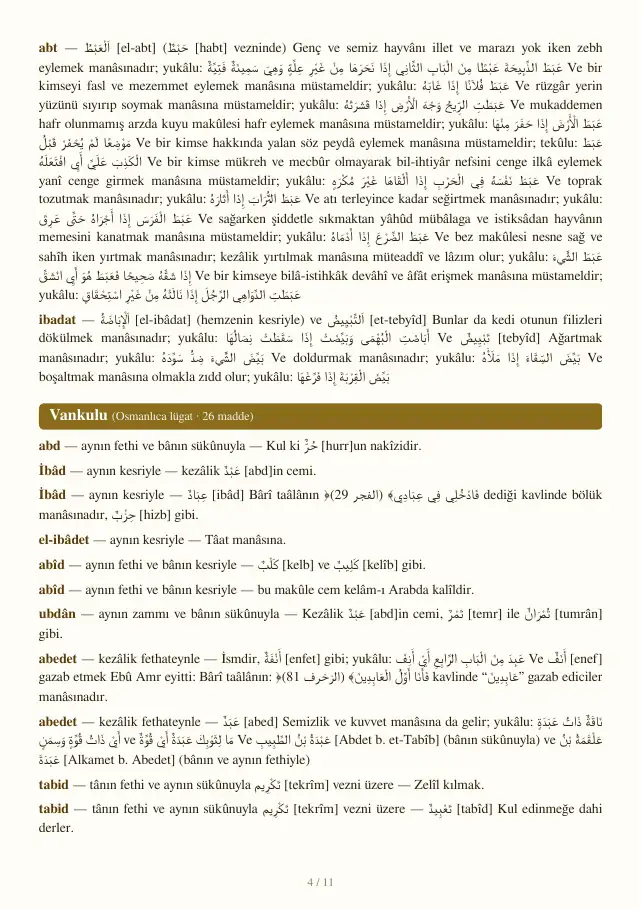 abt — اَلْعَبْطُ [el-abt] (خَبْطٌ [habt] vezninde) Genç ve semiz hayvânı illet ve marazı yok iken zebh
eylemek manâsınadır; yukâlu: عَبَطَ الذَّبِيحَةَ عَبْطًا مِنَ الْبَابِ الثَّانِي إِذَا نَحَرَهَا مِنْ غَيْرِ عِلَّةٍ وَهِيَ سَمِينَةٌ فَتِيَّةٌ Ve bir
kimseyi fasl ve mezemmet eylemek manâsına müstameldir; yukâlu: عَبَطَ فُلَانًا إِذَا غَابَهُ Ve rüzgâr yerin
yüzünü sıyırıp soymak manâsına müstameldir; yukâlu: عَبَطَتِ الرِّيحُ وَجْهَ الْأَرْضِ إِذَا قَشَرَتْهُ Ve mukaddemen
hafr olunmamış arzda kuyu makûlesi hafr eylemek manâsına müstameldir; yukâlu: عَبَطَ الْأَرْضَ إِذَا حَفَرَ مِنْهَا
مَوْضِعًا لَمْ يُحْفَرْ قَبْلُ Ve bir kimse hakkında yalan söz peydâ eylemek manâsına müstameldir; tekûlu: عَبَطَ
الْكَذِبَ عَلَيَّ أَيِ افْتَعَلَهُ Ve bir kimse mükreh ve mecbûr olmayarak bil-ihtiyâr nefsini cenge ilkâ eylemek
yanî cenge girmek manâsına müstameldir; yukâlu: عَبَطَ نَفْسَهُ فِي الْحَرْبِ إِذَا أَلْقَاهَا غَيْرَ مُكْرَهٍ Ve toprak
tozutmak manâsınadır; yukâlu: عَبَطَ التُّرَابَ إِذَا أَثَارَهُ Ve atı terleyince kadar seğirtmek manâsınadır; yukâlu:
عَبَطَ الْفَرَسَ إِذَا أَجْرَاهُ حَتَّى عَرِقَ Ve sağarken şiddetle sıkmaktan yâhûd mübâlaga ve istiksâdan hayvânın
memesini kanatmak manâsına müstameldir; yukâlu: عَبَطَ الضَّرْعَ إِذَا أَدْمَاهُ Ve bez makûlesi nesne sağ ve
sahîh iken yırtmak manâsınadır; kezâlik yırtılmak manâsına müteaddî ve lâzım olur; yukâlu: عَبَطَ الشَّيْءَ
إِذَا شَقَّهُ صَحِيحًا فَعَبَطَ هُوَ أَيِ انْشَقَّ Ve bir kimseye bilâ-istihkâk devâhî ve âfât erişmek manâsına müstameldir;
yukâlu: عَبَطَتِ الدَّوَاهِي الرَّجُلَ إِذَا نَالَتْهُ مِنْ غَيْرِ اسْتِحْقَاقٍ
ibadat — اَلْإِبَاضَةُ [el-ibâdat] (hemzenin kesriyle) ve اَلتَّبْيِيضُ [et-tebyîd] Bunlar da kedi otunun filizleri
dökülmek manâsınadır; yukâlu: أَبَاضَتِ الْبُهْمَى وَبَيَّضَتْ إِذَا سَقَطَتْ نِصَالُهَا Ve تَبْيِيضٌ [tebyîd] Ağartmak
manâsınadır; yukâlu: بَيَّضَ الشَّيْءَ ضِدُّ سَوَّدَهُ Ve doldurmak manâsınadır; yukâlu: بَيَّضَ السِّقَاءَ إِذَا مَلَأَهُ Ve
boşaltmak manâsına olmakla zıdd olur; yukâlu: بَيَّضَ الْقِرْبَةَ إِذَا فَرَّغَهَا
Vankulu (Osmanlıca lügat · 26 madde)
abd — aynın fethi ve bânın sükûnuyla — Kul ki حُرٌّ [hurr]un nakîzidir.
İbâd — aynın kesriyle — kezâlik عَبْدٌ [abd]in cemi.
İbâd — aynın kesriyle — عِبَادٌ [ibâd] Bârî taâlânın ﴿فَادْخُلِي فِي عِبَادِي﴾ (الفجر 29) dediği kavlinde bölük
manâsınadır, حِزْبٌ [hizb] gibi.
el-ibâdet — aynın kesriyle — Tâat manâsına.
abîd — aynın fethi ve bânın kesriyle — كَلْبٌ [kelb] ve كَلِيبٌ [kelîb] gibi.
abîd — aynın fethi ve bânın kesriyle — bu makûle cem kelâm-ı Arabda kalîldir.
ubdân — aynın zammı ve bânın sükûnuyla — Kezâlik عَبْدٌ [abd]in cemi, تَمْرٌ [temr] ile تُمْرَانٌ [tumrân]
gibi.
abedet — kezâlik fethateynle — İsmdir, أَنَفَةٌ [enfet] gibi; yukâlu: عَبِدَ مِنَ الْبَابِ الرَّابِعِ أَيْ أَنِفَ Ve أَنَفٌ [enef]
gazab etmek Ebû Amr eyitti: Bârî taâlânın: ﴿فَأَنَا أَوَّلُ الْعَابِدِينَ﴾ (الزخرف 81) kavlinde “عَابِدِينَ” gazab ediciler
manâsınadır.
abedet — kezâlik fethateynle — عَبَدٌ [abed] Semizlik ve kuvvet manâsına da gelir; yukâlu: نَاقَةٌ ذَاتُ عَبَدَةٍ
أَيْ ذَاتُ قُوَّةٍ وَسِمَنٍ ve مَا لِثَوْبِكَ عَبَدَةٌ أَيْ قُوَّةٌ Ve عَبْدَةُ بْنُ الطَّبِيبِ [Abdet b. et-Tabîb] (bânın sükûnuyla) ve عَلْقَمَةُ بْنُ
عَبَدَةَ [Alkamet b. Abedet] (bânın ve aynın fethiyle)
tabid — tânın fethi ve aynın sükûnuyla تَكْرِيم [tekrîm] vezni üzere — Zelîl kılmak.
tabid — tânın fethi ve aynın sükûnuyla تَكْرِيم [tekrîm] vezni üzere — تَعْبِيدٌ [tabîd] Kul edinmeğe dahi
derler.
4 / 11